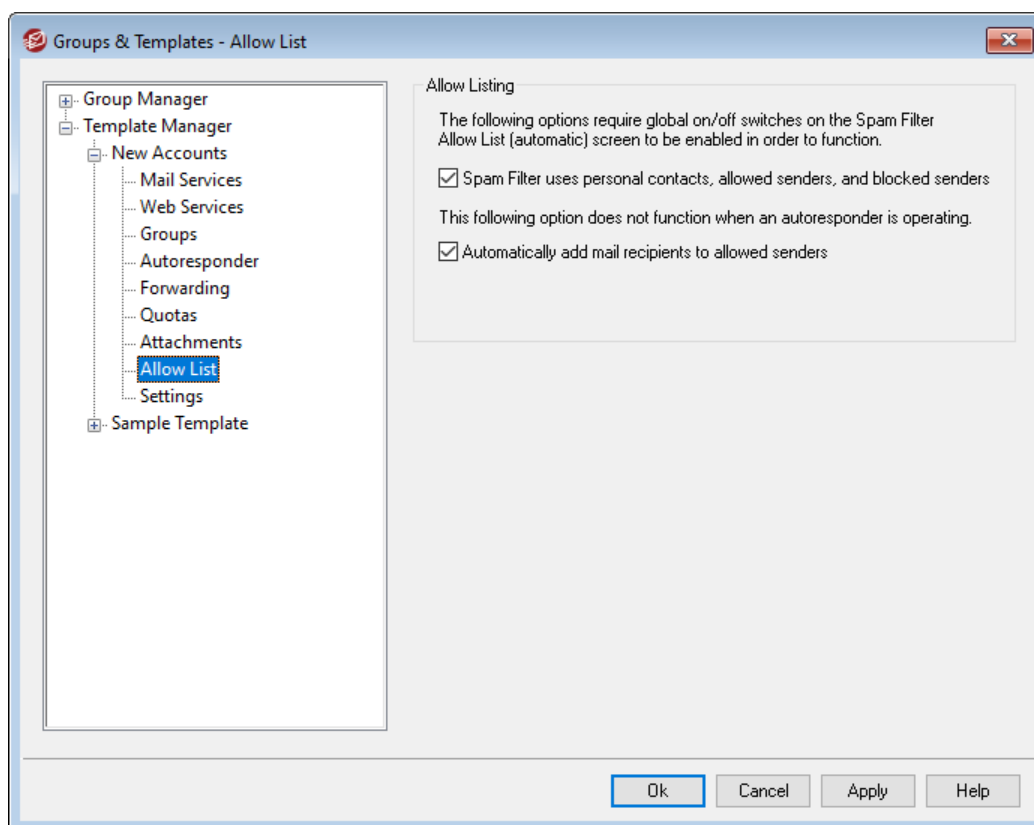 Groups & Templates - Allow List
Group Manager
Template Manager
New Accounts
Mail Services
Web Services
Groups
Autoresponder
Forwarding
Quotas
Attachments
Allow List
Settings
Sample Template
Allow Listing
The following options require global on/off switches on the Spam Filter
Allow List (automatic) screen to be enabled in order to function.
Spam Filter uses personal contacts, allowed senders, and blocked senders
This following option does not function when an autoresponder is operating.
Automatically add mail recipients to allowed senders
Ok
Cancel
Apply
Help